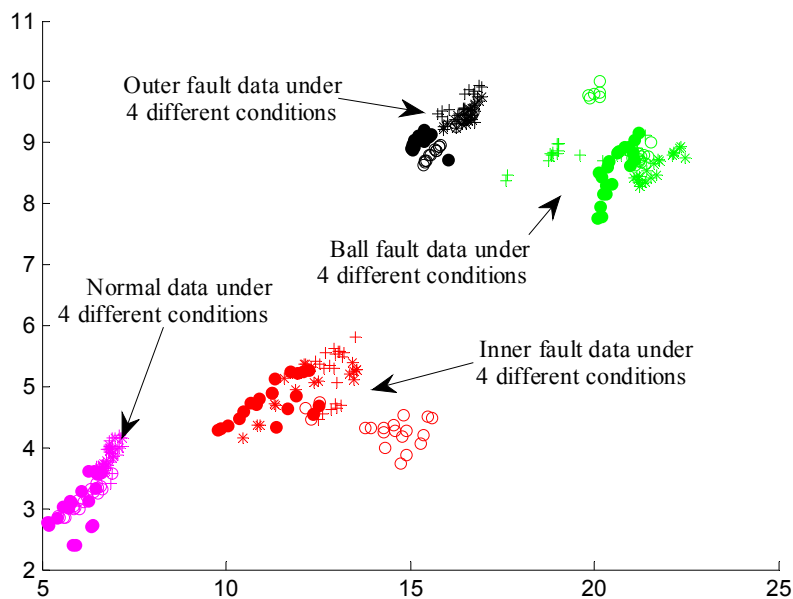 11
10
9
8
7
6
5
4
3
2
5
10
15
20
25
Outer fault data under
4 different conditions
Ball fault data under
4 different conditions
Normal data under
4 different conditions
Inner fault data under
4 different conditions